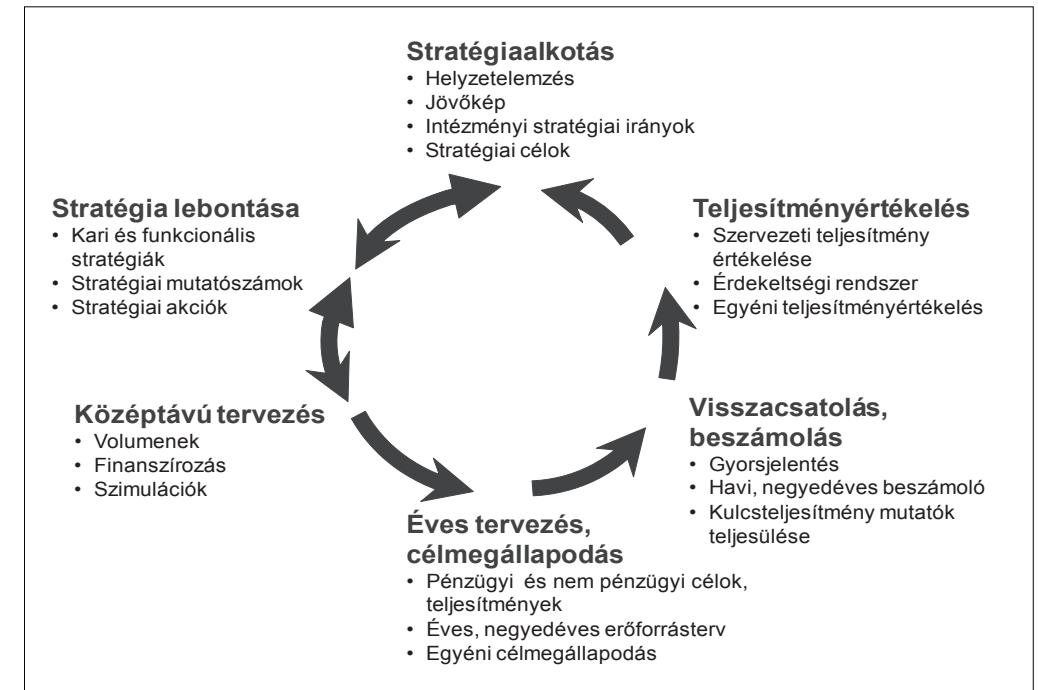 Stratégiaalkotás
• Helyzetelemzés
• Jövőkép
• Intézményi stratégiai irányok
• Stratégiai célok
Stratégia lebontása
• Kari és funkcionális
stratégiák
• Stratégiai mutatószámok
• Stratégiai akciók
Teljesítményértékelés
• Szervezeti teljesítmény
értékelése
• Érdekeltségi rendszer
• Egyéni teljesítményértékelés
Középtávú tervezés
• Volumenek
• Finanszírozás
• Szimulációk
Visszacsatolás,
beszámolás
• Gyorsjelentés
• Havi, negyedéves beszámoló
• Kulcsteljesítmény mutatók
teljesülése
Éves tervezés,
célmegállapodás
• Pénzügyi és nem pénzügyi célok,
teljesítmények
• Éves, negyedéves erőforrásterv
• Egyéni célmegállapodás